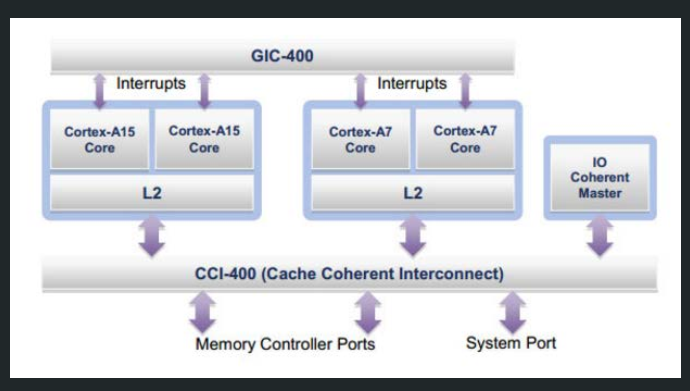 GIC-400
Interrupts
Interrupts
Cortex-A15
Core
Cortex-A15
Core
L2
Cortex-A7
Core
Cortex-A7
Core
L2
IO
Coherent
Master
CCI-400 (Cache Coherent Interconnect)
Memory Controller Ports
System Port